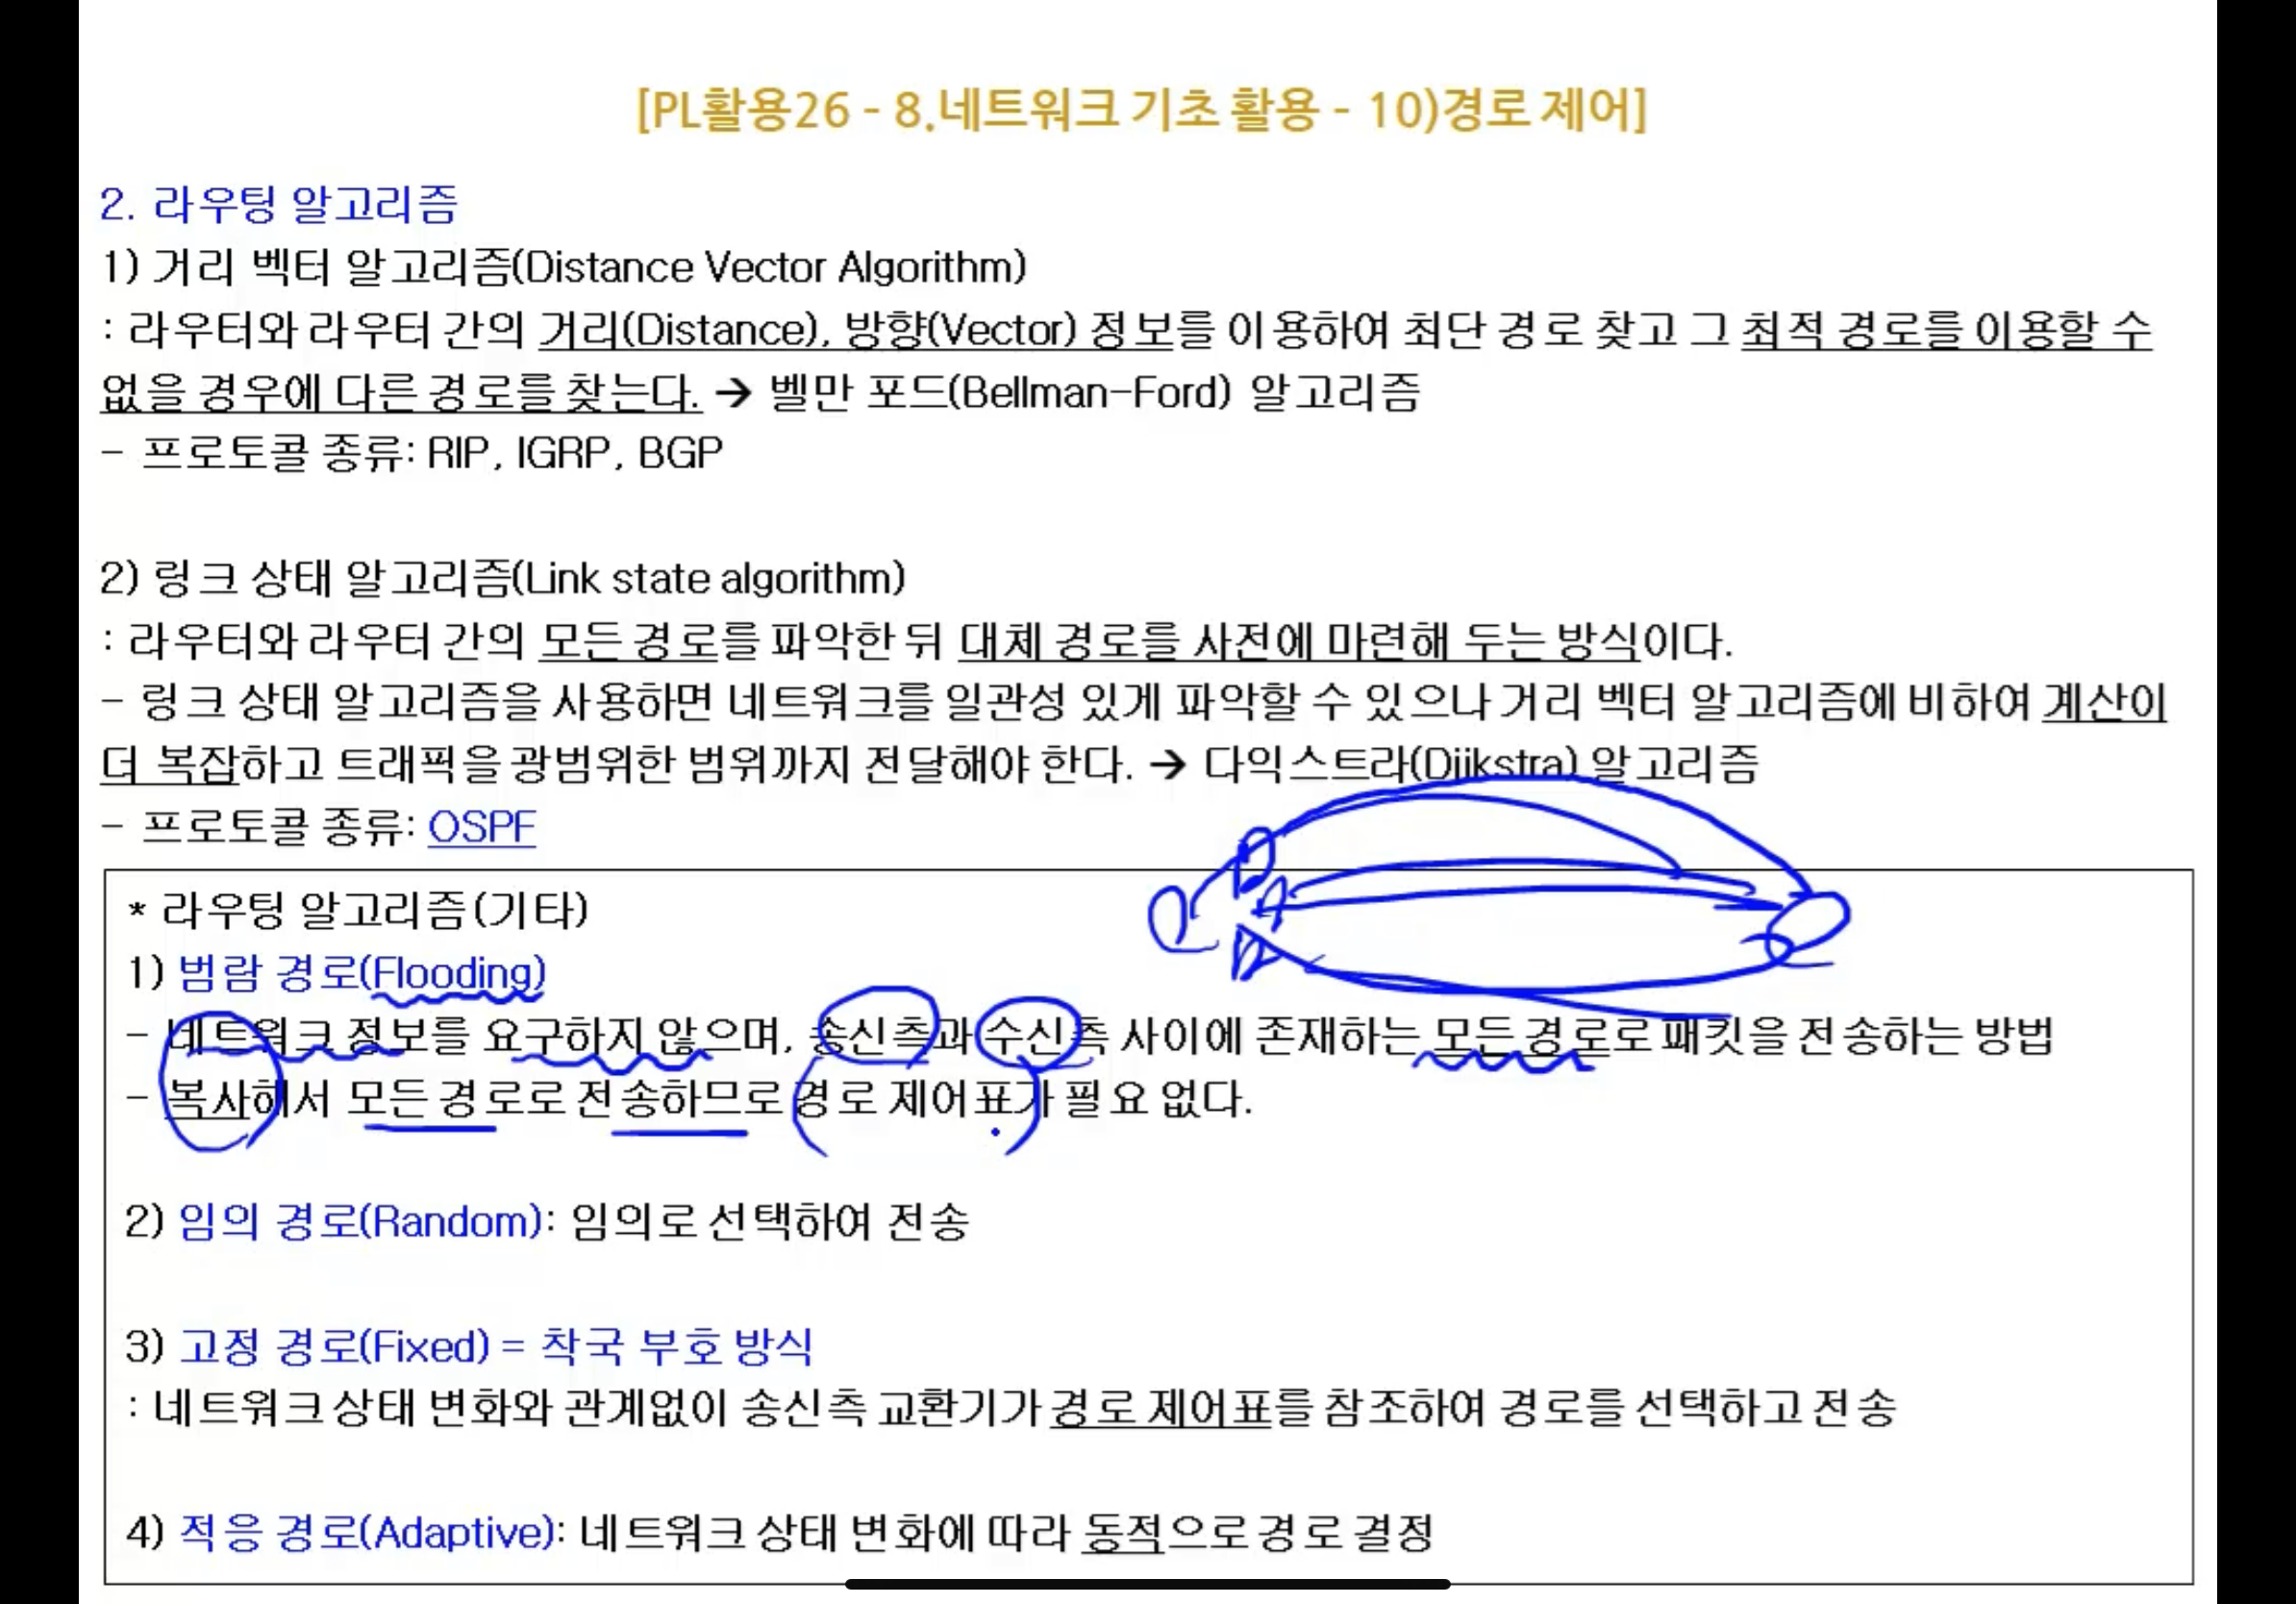 [PL활용26 - 8.네트워크 기초 활용 - 10)경로 제어]
2. 라우팅 알고리즘
1) 거리 벡터 알고리즘(Distance Vector Algorithm)
: 라우터와 라우터 간의 거리(Distance), 방향(Vector) 정보를 이용하여 최단 경로 찾고 그 최적 경로를 이용할 수
없을 경우에 다른 경로를 찾는다. → 벨만 포드(Bellman-Ford) 알고리즘
- 프로토콜 종류: RIP, IGRP, BGP
2) 링크 상태 알고리즘(Link state algorithm)
: 라우터와 라우터 간의 모든 경로를 파악한 뒤 대체 경로를 사전에 마련해 두는 방식이다.
- 링크 상태 알고리즘을 사용하면 네트워크를 일관성 있게 파악할 수 있으나 거리 벡터 알고리즘에 비하여 계산이
더 복잡하고 트래픽을 광범위한 범위까지 전달해야 한다. → 다익스트라(Dijkstra) 알고리즘
- 프로토콜 종류: OSPF
* 라우팅 알고리즘(기타)
1) 범람 경로(Flooding)
- 네트워크 정보를 요구하지 않으며, 송신측과 수신측 사이에 존재하는 모든 경로로 패킷을 전송하는 방법
- 복사해서 모든 경로로 전송하므로 경로 제어표가 필요 없다.
2) 임의 경로(Random): 임의로 선택하여 전송
3) 고정 경로(Fixed) = 착국 부호 방식
: 네트워크 상태 변화와 관계없이 송신측 교환기가 경로 제어표를 참조하여 경로를 선택하고 전송
4) 적응 경로(Adaptive): 네트워크 상태 변화에 따라 동적으로 경로 결정